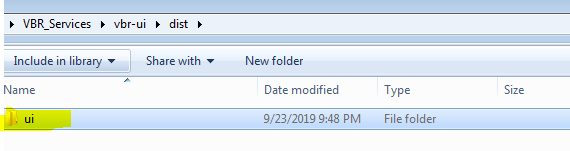 VBR_Services vbr-ui dist
Include in library Share with New folder
Name Date modified Type Size
ui 9/23/2019 9:48 PM File folder